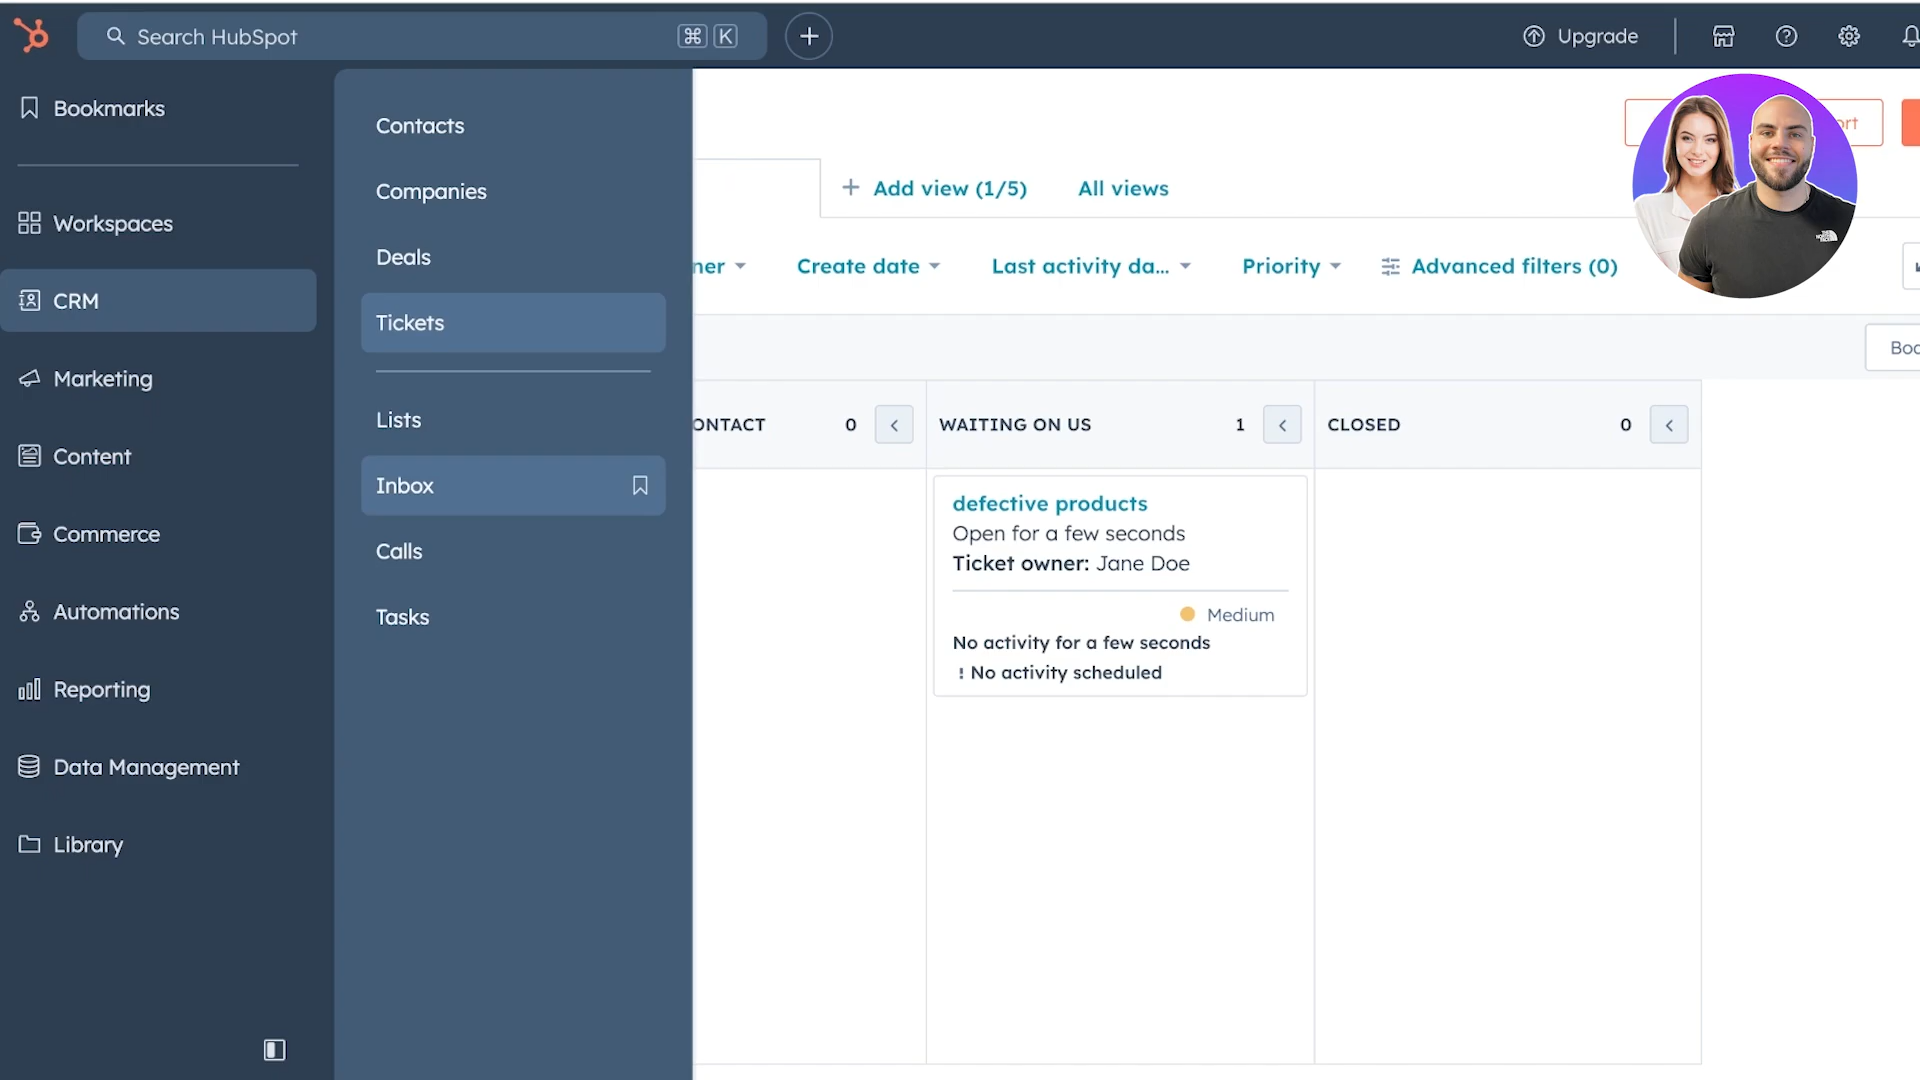 Search HubSpot
⌘ K
Upgrade
Bookmarks
Workspaces
CRM
Marketing
Content
Commerce
Automations
Reporting
Data Management
Library
Contacts
Companies
Deals
Tickets
Lists
Inbox
Calls
Tasks
ort
+ Add view (1/5)
All views
ner
Create date
Last activity da...
Priority
Advanced filters (0)
Boa
ONTACT 0
WAITING ON US 1
CLOSED 0
defective products
Open for a few seconds
Ticket owner: Jane Doe
Medium
No activity for a few seconds
! No activity scheduled